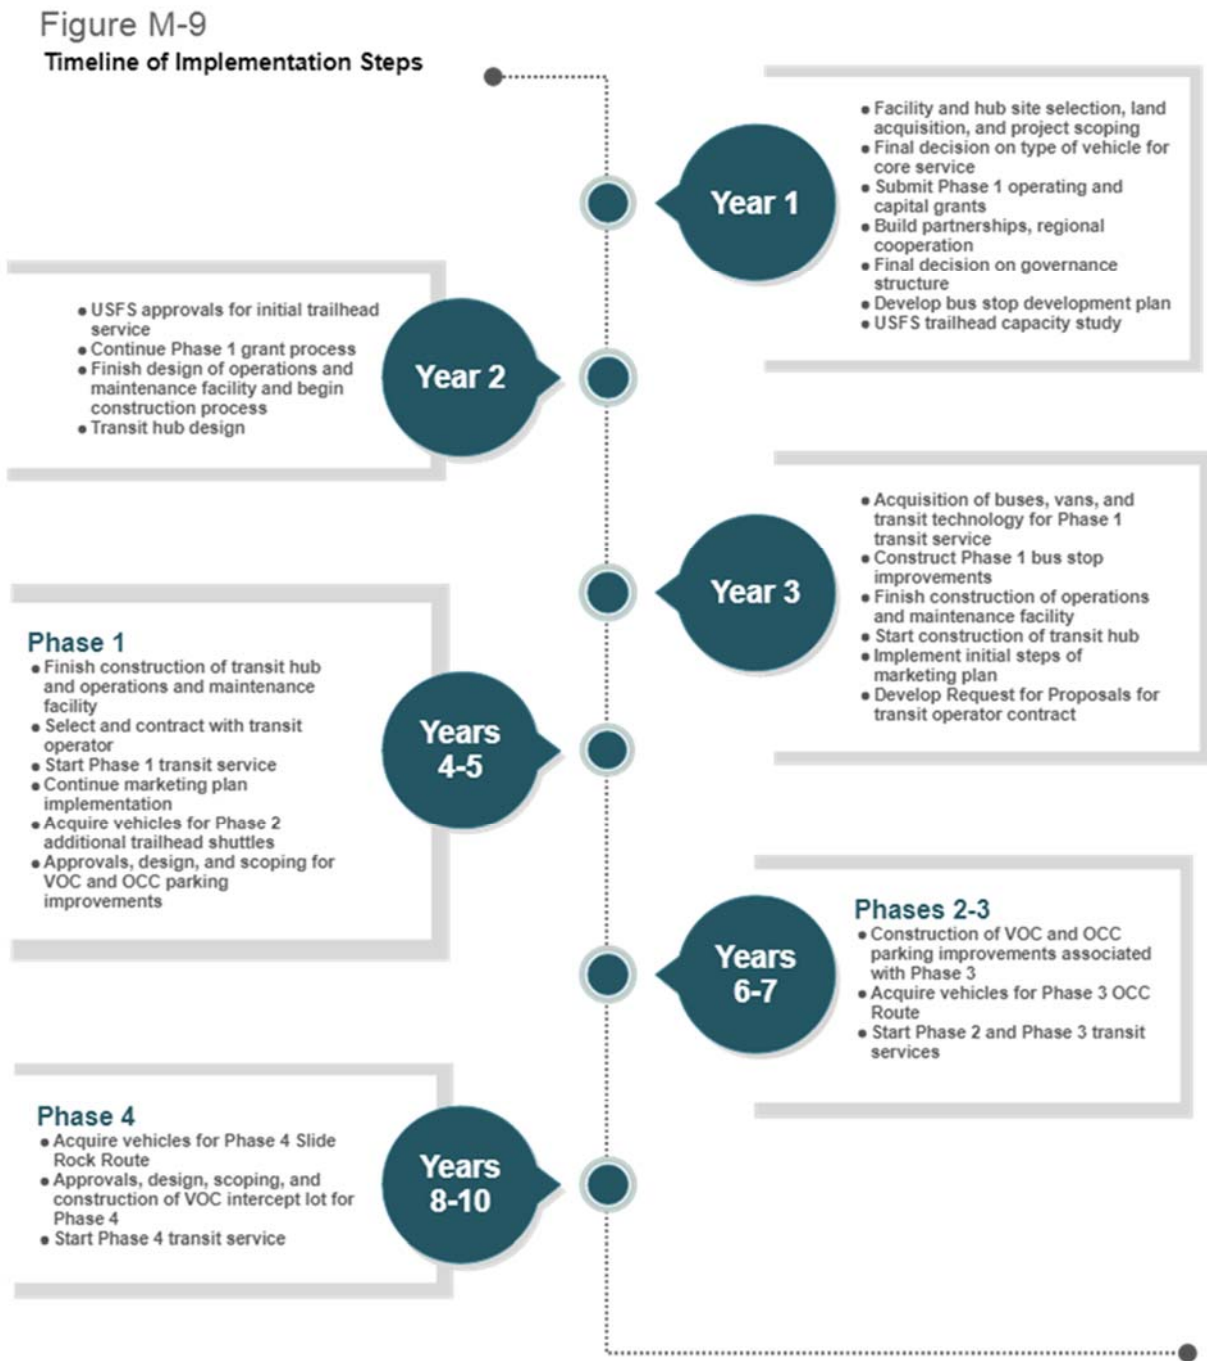 Figure M-9
Timeline of Implementation Steps
Year 1
• Facility and hub site selection, land
acquisition, and project scoping
• Final decision on type of vehicle for
core service
• Submit Phase 1 operating and
capital grants
• Build partnerships, regional
cooperation
• Final decision on governance
structure
• Develop bus stop development plan
• USFS trailhead capacity study
Year 2
• USFS approvals for initial trailhead
service
• Continue Phase 1 grant process
• Finish design of operations and
maintenance facility and begin
construction process
• Transit hub design
Year 3
• Acquisition of buses, vans, and
transit technology for Phase 1
transit service
• Construct Phase 1 bus stop
improvements
• Finish construction of operations
and maintenance facility
• Start construction of transit hub
• Implement initial steps of
marketing plan
• Develop Request for Proposals for
transit operator contract
Years
4-5
Phase 1
• Finish construction of transit hub
and operations and maintenance
facility
• Select and contract with transit
operator
• Start Phase 1 transit service
• Continue marketing plan
implementation
• Acquire vehicles for Phase 2
additional trailhead shuttles
• Approvals, design, and scoping for
VOC and OCC parking
improvements
Years
6-7
Phases 2-3
• Construction of VOC and OCC
parking improvements associated
with Phase 3
• Acquire vehicles for Phase 3 OCC
Route
• Start Phase 2 and Phase 3 transit
services
Years
8-10
Phase 4
• Acquire vehicles for Phase 4 Slide
Rock Route
• Approvals, design, scoping, and
construction of VOC intercept lot for
Phase 4
• Start Phase 4 transit service